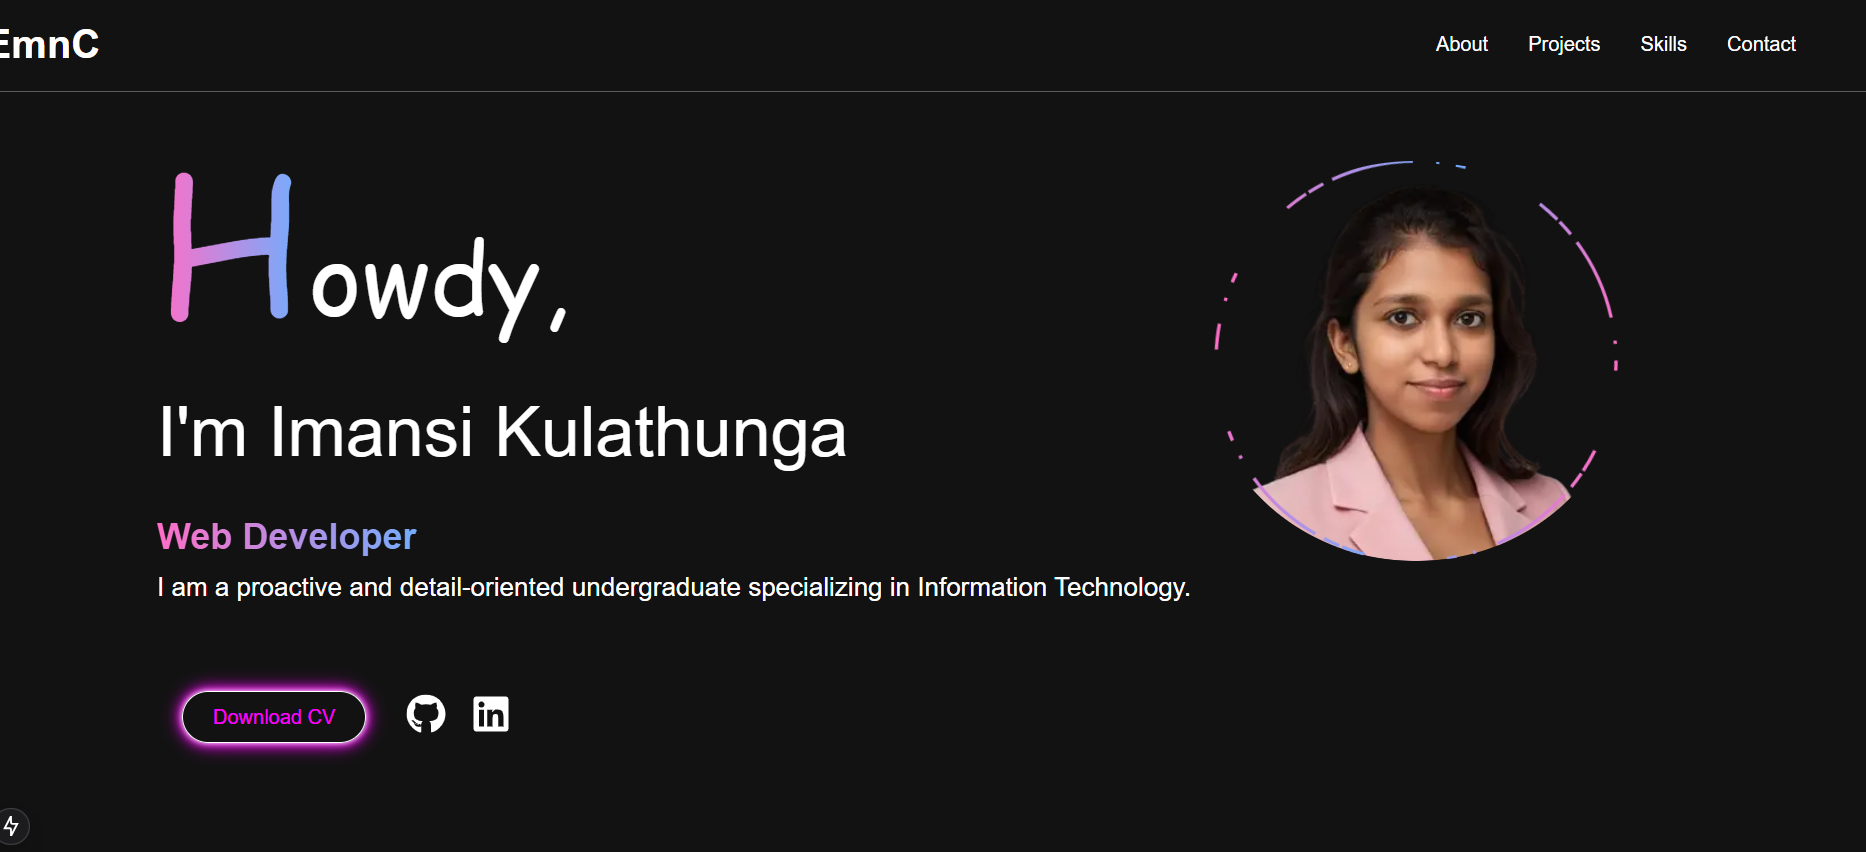 EmnC
About Projects Skills Contact
Howdy,
I'm Imansi Kulathunga
Web Developer
I am a proactive and detail-oriented undergraduate specializing in Information Technology.
Download CV
in